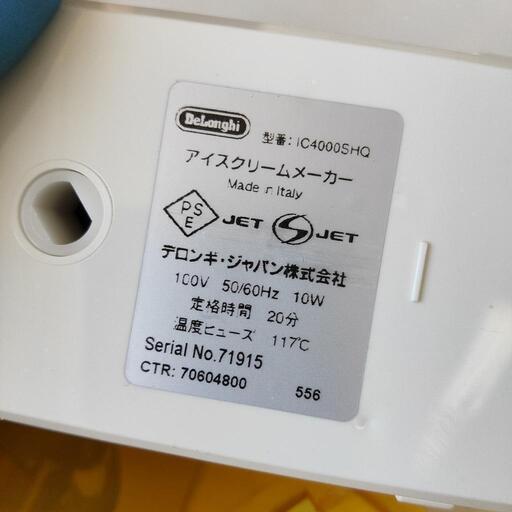 DeLonghi 型番: IC4000SHQ
アイスクリームメーカー
Made in Italy
PSE JET S JET
デロンギ・ジャパン株式会社
100V 50/60Hz 10W
定格時間 20分
温度ヒューズ 117℃
Serial No.71915
CTR: 70604800 556